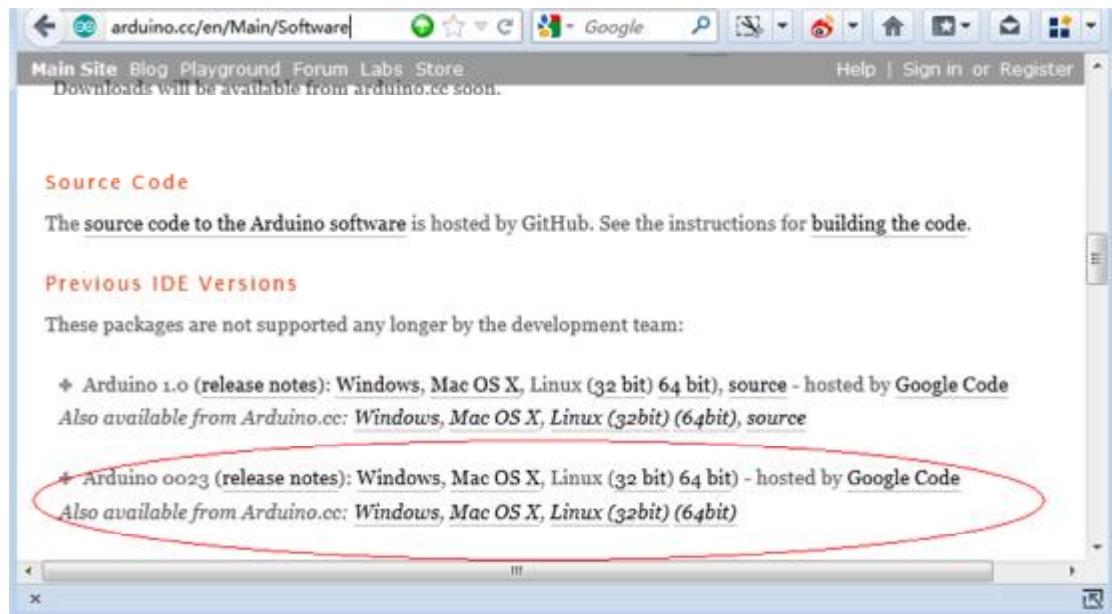 arduino.cc/en/Main/Software
Google
Main Site Blog Playground Forum Labs Store Help | Sign in or Register
Downloads will be available from arduino.cc soon.
Source Code
The source code to the Arduino software is hosted by GitHub. See the instructions for building the code.
Previous IDE Versions
These packages are not supported any longer by the development team:
Arduino 1.0 (release notes): Windows, Mac OS X, Linux (32 bit) 64 bit), source - hosted by Google Code
Also available from Arduino.cc: Windows, Mac OS X, Linux (32bit) (64bit), source
Arduino 0023 (release notes): Windows, Mac OS X, Linux (32 bit) 64 bit) - hosted by Google Code
Also available from Arduino.cc: Windows, Mac OS X, Linux (32bit) (64bit)